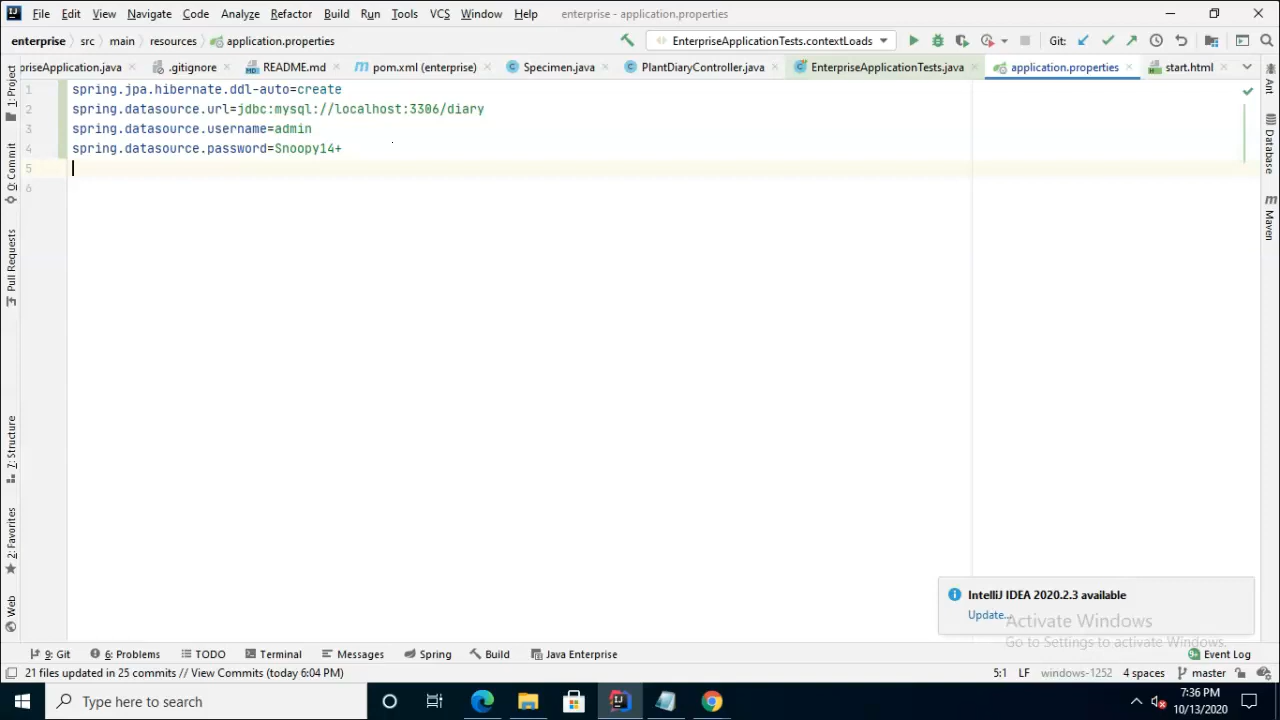 File Edit View Navigate Code Analyze Refactor Build Run Tools VCS Window Help enterprise - application.properties
enterprise src main resources application.properties EnterpriseApplicationTests.contextLoads Git:
priseApplication.java .gitignore README.md pom.xml (enterprise) Specimen.java PlantDiaryController.java EnterpriseApplicationTests.java application.properties start.html
1 spring.jpa.hibernate.ddl-auto=create
2 spring.datasource.url=jdbc:mysql://localhost:3306/diary
3 spring.datasource.username=admin
4 spring.datasource.password=Snoopy14+
5
6
1: Project
0: Commit
Pull Requests
7: Structure
2: Favorites
Web
Ant
Database
Maven
IntelliJ IDEA 2020.2.3 available
Update...
Activate Windows
Go to Settings to activate Windows.
9: Git 6: Problems TODO Terminal Messages Spring Build Java Enterprise Event Log
21 files updated in 25 commits // View Commits (today 6:04 PM) 5:1 LF windows-1252 4 spaces master
Type here to search
7:36 PM
10/13/2020